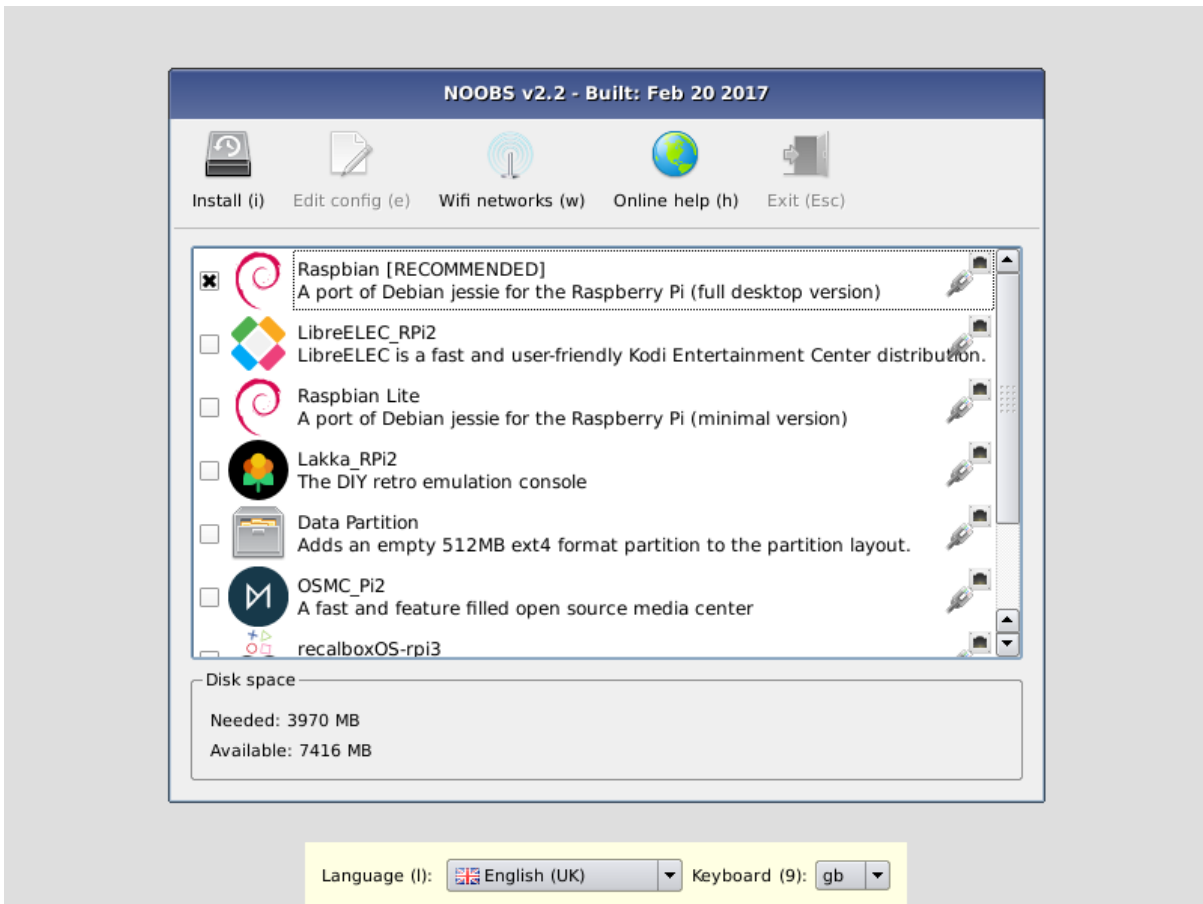 NOOBS v2.2 - Built: Feb 20 2017
Install (i) Edit config (e) Wifi networks (w) Online help (h) Exit (Esc)
Raspbian [RECOMMENDED]
A port of Debian jessie for the Raspberry Pi (full desktop version)
LibreELEC_RPi2
LibreELEC is a fast and user-friendly Kodi Entertainment Center distribution.
Raspbian Lite
A port of Debian jessie for the Raspberry Pi (minimal version)
Lakka_RPi2
The DIY retro emulation console
Data Partition
Adds an empty 512MB ext4 format partition to the partition layout.
OSMC_Pi2
A fast and feature filled open source media center
recalboxOS-rpi3
Disk space
Needed: 3970 MB
Available: 7416 MB
Language (l): English (UK) Keyboard (9): gb